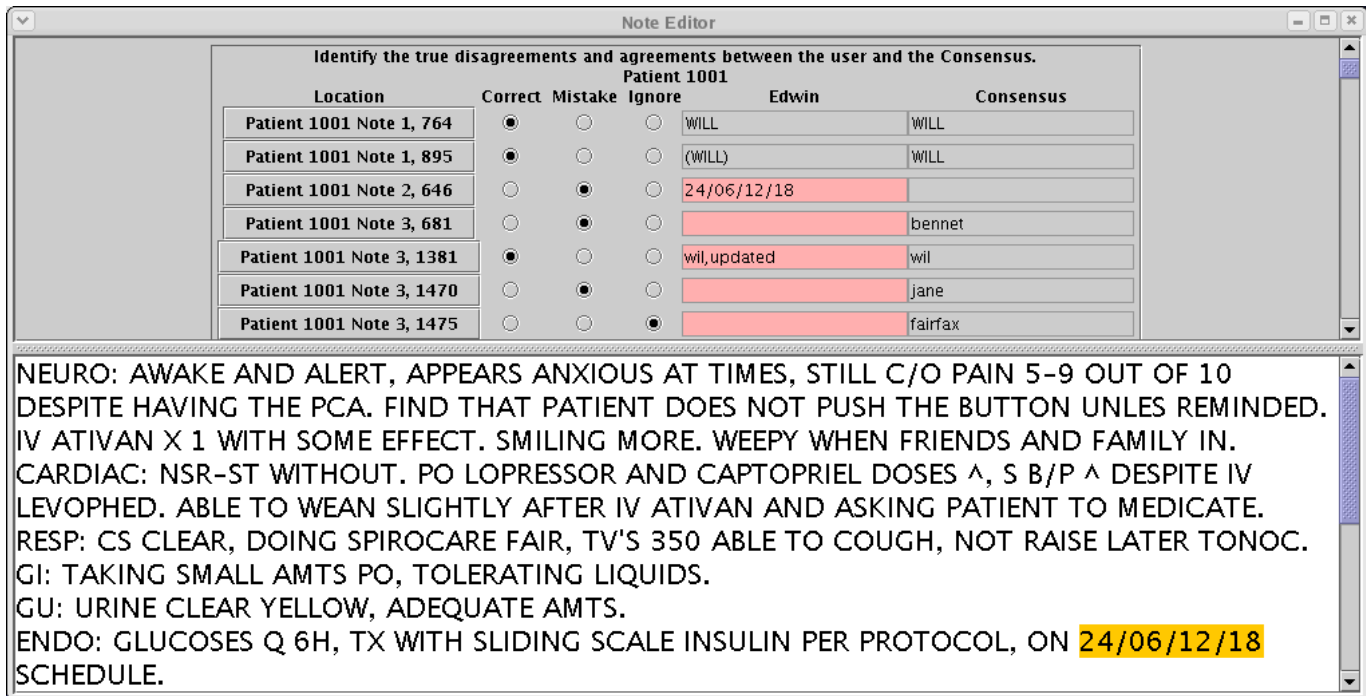 Note Editor
Identify the true disagreements and agreements between the user and the Consensus.
Patient 1001
Location Correct Mistake Ignore Edwin Consensus
Patient 1001 Note 1, 764 WILL WILL
Patient 1001 Note 1, 895 (WILL) WILL
Patient 1001 Note 2, 646 24/06/12/18
Patient 1001 Note 3, 681 bennet
Patient 1001 Note 3, 1381 wil,updated wil
Patient 1001 Note 3, 1470 jane
Patient 1001 Note 3, 1475 fairfax
NEURO: AWAKE AND ALERT, APPEARS ANXIOUS AT TIMES, STILL C/O PAIN 5-9 OUT OF 10
DESPITE HAVING THE PCA. FIND THAT PATIENT DOES NOT PUSH THE BUTTON UNLES REMINDED.
IV ATIVAN X 1 WITH SOME EFFECT. SMILING MORE. WEEPY WHEN FRIENDS AND FAMILY IN.
CARDIAC: NSR-ST WITHOUT. PO LOPRESSOR AND CAPTOPRIEL DOSES ^, S B/P ^ DESPITE IV
LEVOPHED. ABLE TO WEAN SLIGHTLY AFTER IV ATIVAN AND ASKING PATIENT TO MEDICATE.
RESP: CS CLEAR, DOING SPIROCARE FAIR, TV'S 350 ABLE TO COUGH, NOT RAISE LATER TONOC.
GI: TAKING SMALL AMTS PO, TOLERATING LIQUIDS.
GU: URINE CLEAR YELLOW, ADEQUATE AMTS.
ENDO: GLUCOSES Q 6H, TX WITH SLIDING SCALE INSULIN PER PROTOCOL, ON 24/06/12/18
SCHEDULE.